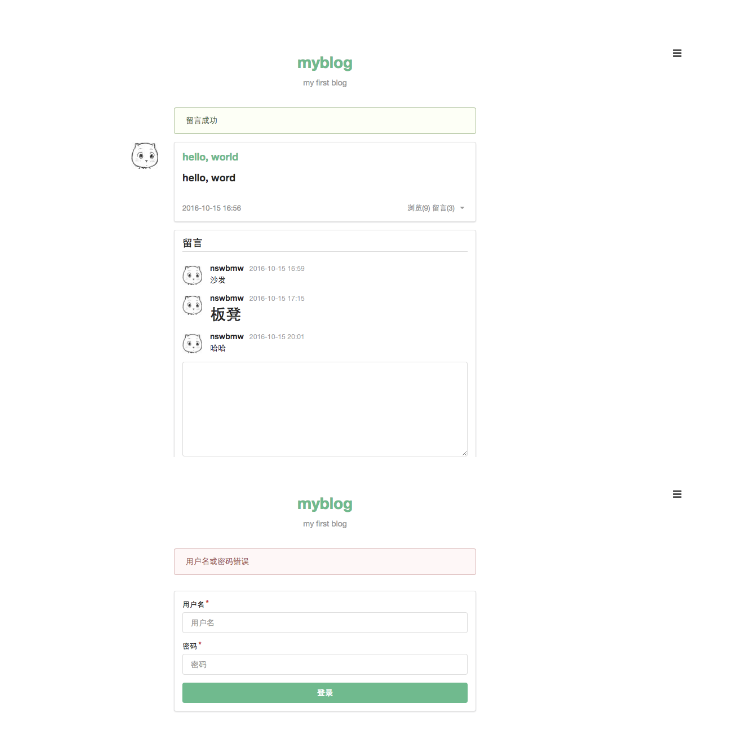 myblog
my first blog
留言成功
hello, world
hello, word
2016-10-15 16:56
浏览(9) 留言(3)
留言
nswbmw 2016-10-15 16:59
沙发
nswbmw 2016-10-15 17:15
板凳
nswbmw 2016-10-15 20:01
哈哈
myblog
my first blog
用户名或密码错误
用户名*
用户名
密码*
密码
登录